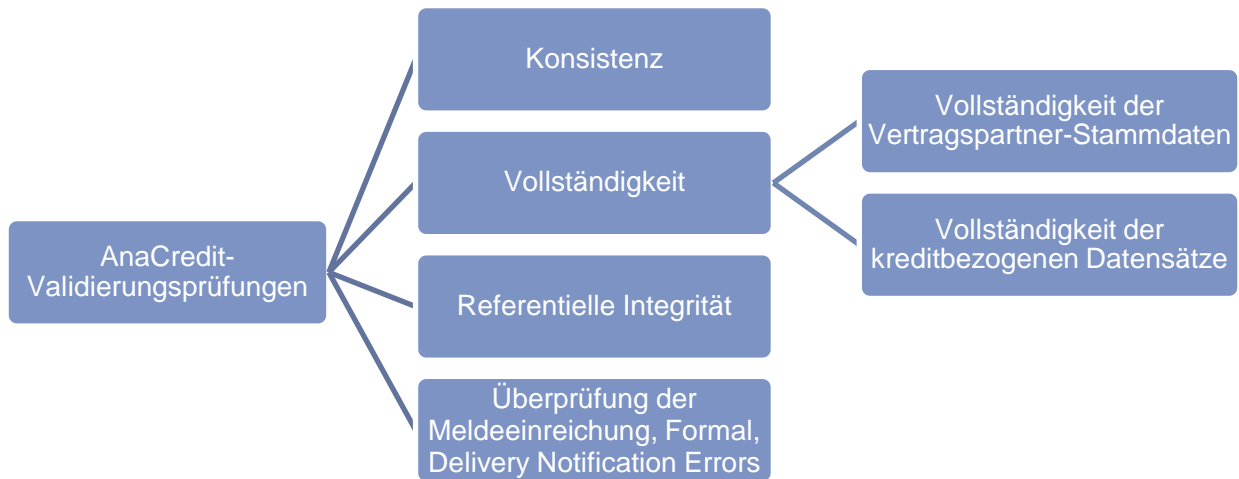 AnaCredit-
Validierungsprüfungen
Konsistenz
Vollständigkeit
Referentielle Integrität
Überprüfung der
Meldeeinreichung, Formal,
Delivery Notification Errors
Vollständigkeit der
Vertragspartner-Stammdaten
Vollständigkeit der
kreditbezogenen Datensätze